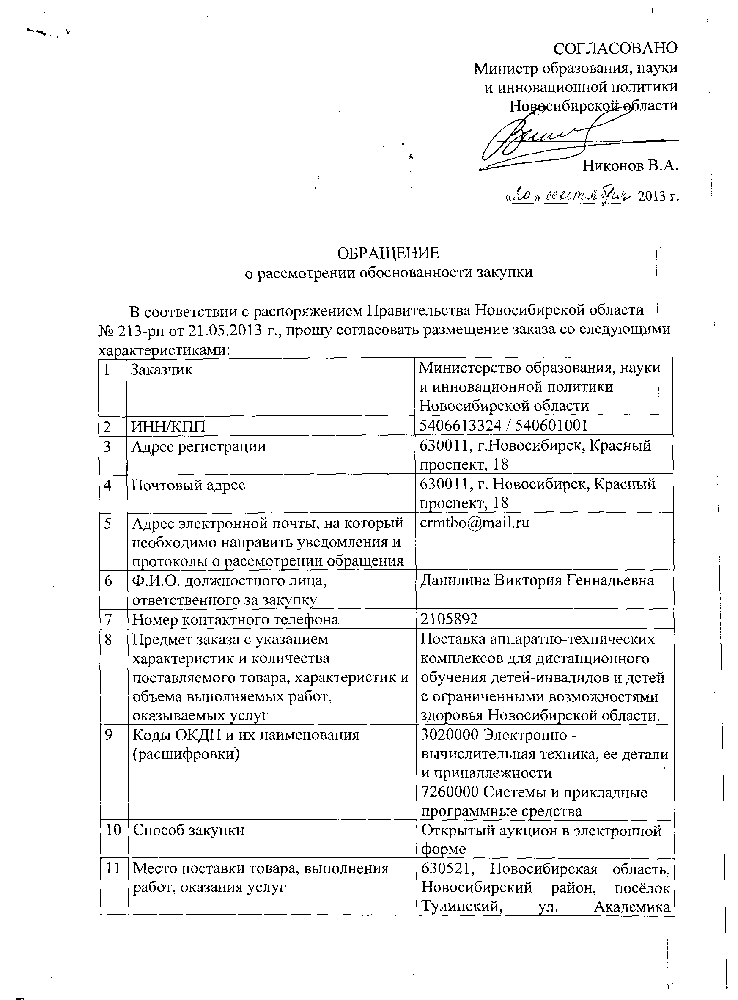 СОГЛАСОВАНО
Министр образования, науки
и инновационной политики
Новосибирской области
Никонов В.А.
«20» сентября 2013 г.
ОБРАЩЕНИЕ
о рассмотрении обоснованности закупки
В соответствии с распоряжением Правительства Новосибирской области
№ 213-рп от 21.05.2013 г., прошу согласовать размещение заказа со следующими
характеристиками:
1 Заказчик
Министерство образования, науки
и инновационной политики
Новосибирской области
2 ИНН/КПП
5406613324 / 540601001
3 Адрес регистрации
630011, г.Новосибирск, Красный
проспект, 18
4 Почтовый адрес
630011, г. Новосибирск, Красный
проспект, 18
5 Адрес электронной почты, на который
необходимо направить уведомления и
протоколы о рассмотрении обращения
crmtbo@mail.ru
6 Ф.И.О. должностного лица,
ответственного за закупку
Данилина Виктория Геннадьевна
7 Номер контактного телефона
2105892
8 Предмет заказа с указанием
характеристик и количества
поставляемого товара, характеристик и
объема выполняемых работ,
оказываемых услуг
Поставка аппаратно-технических
комплексов для дистанционного
обучения детей-инвалидов и детей
с ограниченными возможностями
здоровья Новосибирской области.
9 Коды ОКДП и их наименования
(расшифровки)
3020000 Электронно -
вычислительная техника, ее детали
и принадлежности
7260000 Системы и прикладные
программные средства
10 Способ закупки
Открытый аукцион в электронной
форме
11 Место поставки товара, выполнения
работ, оказания услуг
630521, Новосибирская область,
Новосибирский район, посёлок
Тулинский, ул. Академика